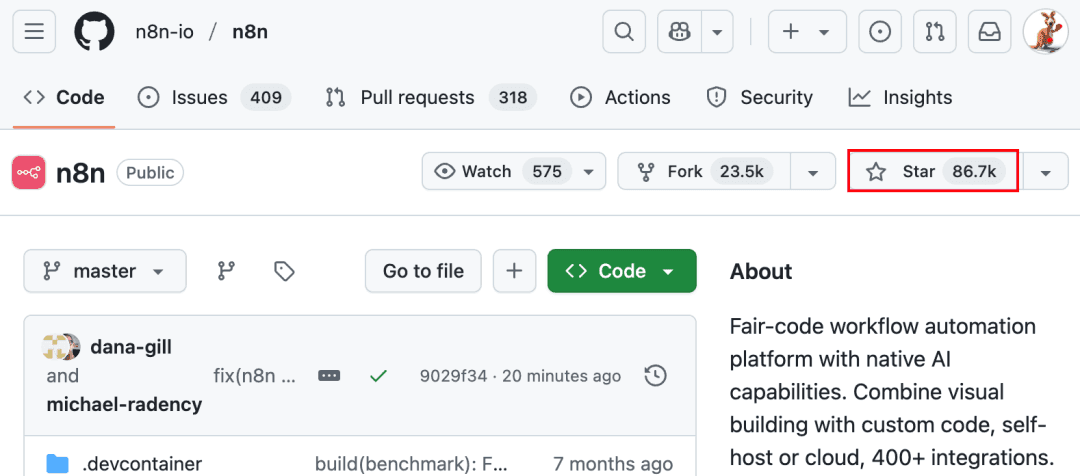 n8n-io / n8n
Code Issues 409 Pull requests 318 Actions Security Insights
n8n Public Watch 575 Fork 23.5k Star 86.7k
master Go to file Code
About
Fair-code workflow automation
platform with native AI
capabilities. Combine visual
building with custom code, self-
host or cloud, 400+ integrations.
dana-gill
and fix(n8n ... 9029f34 · 20 minutes ago
michael-radency
.devcontainer build(benchmark): F... 7 months ago